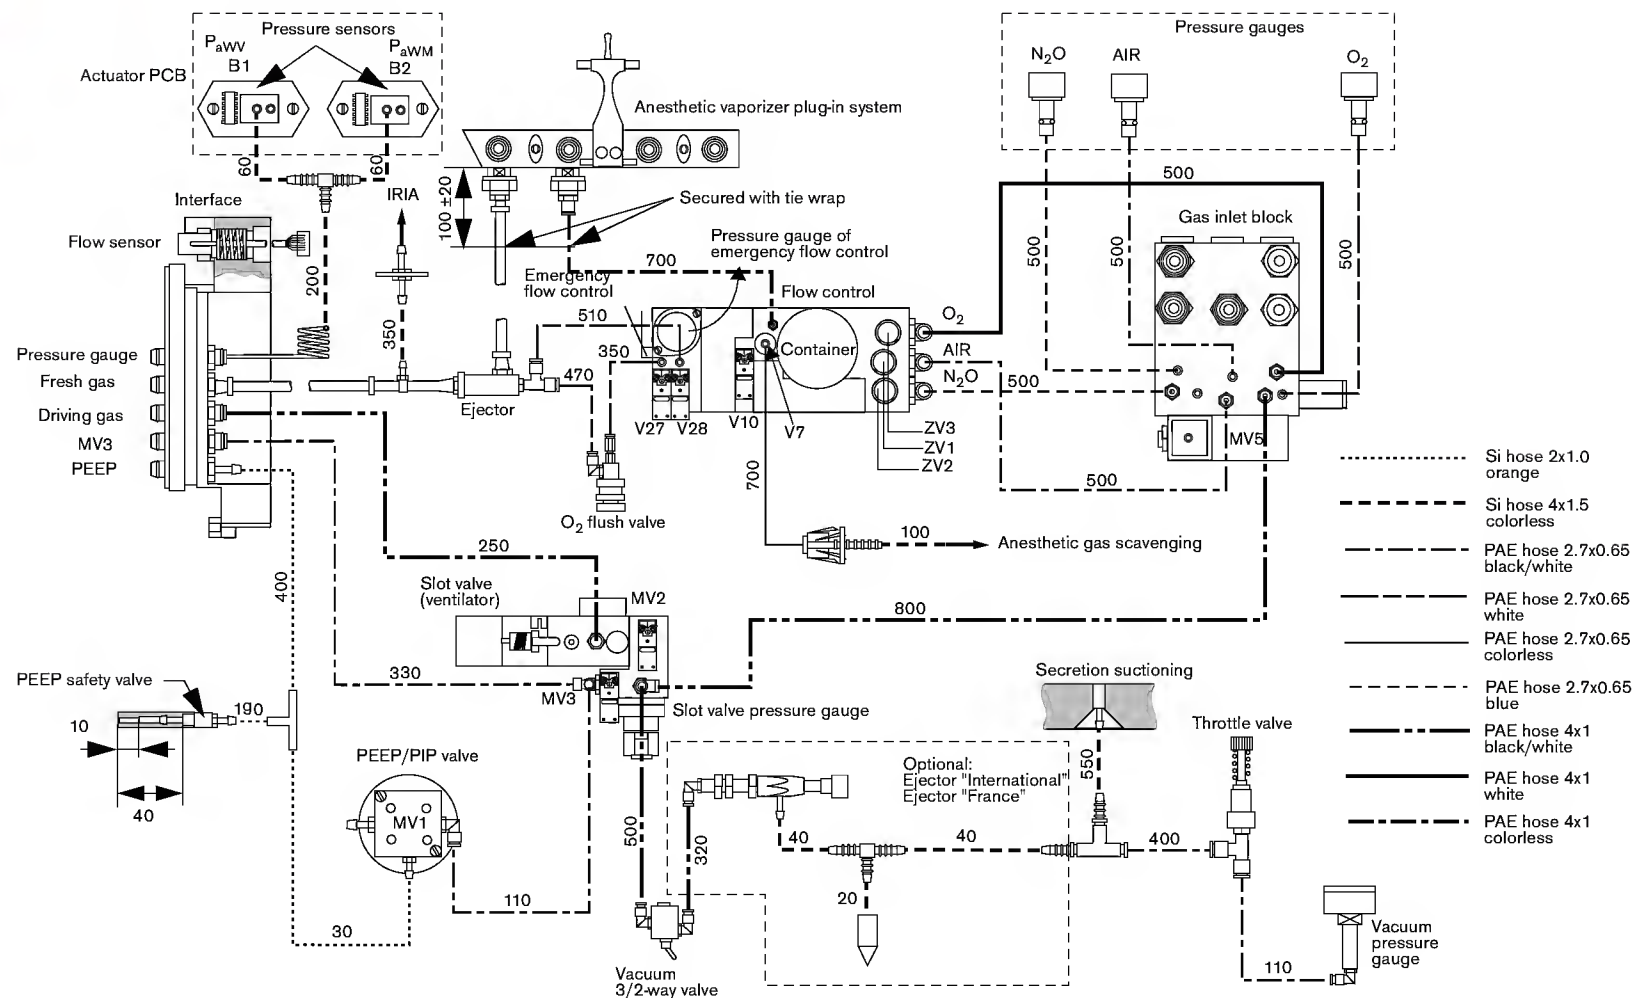 Pressure sensors
PaWV
B1
PaWM
B2
Actuator PCB
60
60
Interface
Flow sensor
200
IRIA
350
Anesthetic vaporizer plug-in system
100 ±20
Secured with tie wrap
Pressure gauge of
emergency flow control
700
Emergency
flow control
Flow control
510
350
Container
470
Ejector
V27
V28
V10
V7
ZV3
ZV1
ZV2
O2
AIR
N2O
500
Pressure gauges
N2O
AIR
O2
500
500
500
500
Gas inlet block
MV5
500
Pressure gauge
Fresh gas
Driving gas
MV3
PEEP
O2 flush valve
700
100
Anesthetic gas scavenging
250
400
Slot valve
(ventilator)
MV2
800
330
MV3
Slot valve pressure gauge
PEEP safety valve
190
10
40
PEEP/PIP valve
MV1
110
30
500
320
Vacuum
3/2-way valve
Optional:
Ejector "International"
Ejector "France"
40
40
20
Secretion suctioning
550
400
Throttle valve
110
Vacuum
pressure
gauge
Si hose 2x1.0
orange
Si hose 4x1.5
colorless
PAE hose 2.7x0.65
black/white
PAE hose 2.7x0.65
white
PAE hose 2.7x0.65
colorless
PAE hose 2.7x0.65
blue
PAE hose 4x1
black/white
PAE hose 4x1
white
PAE hose 4x1
colorless